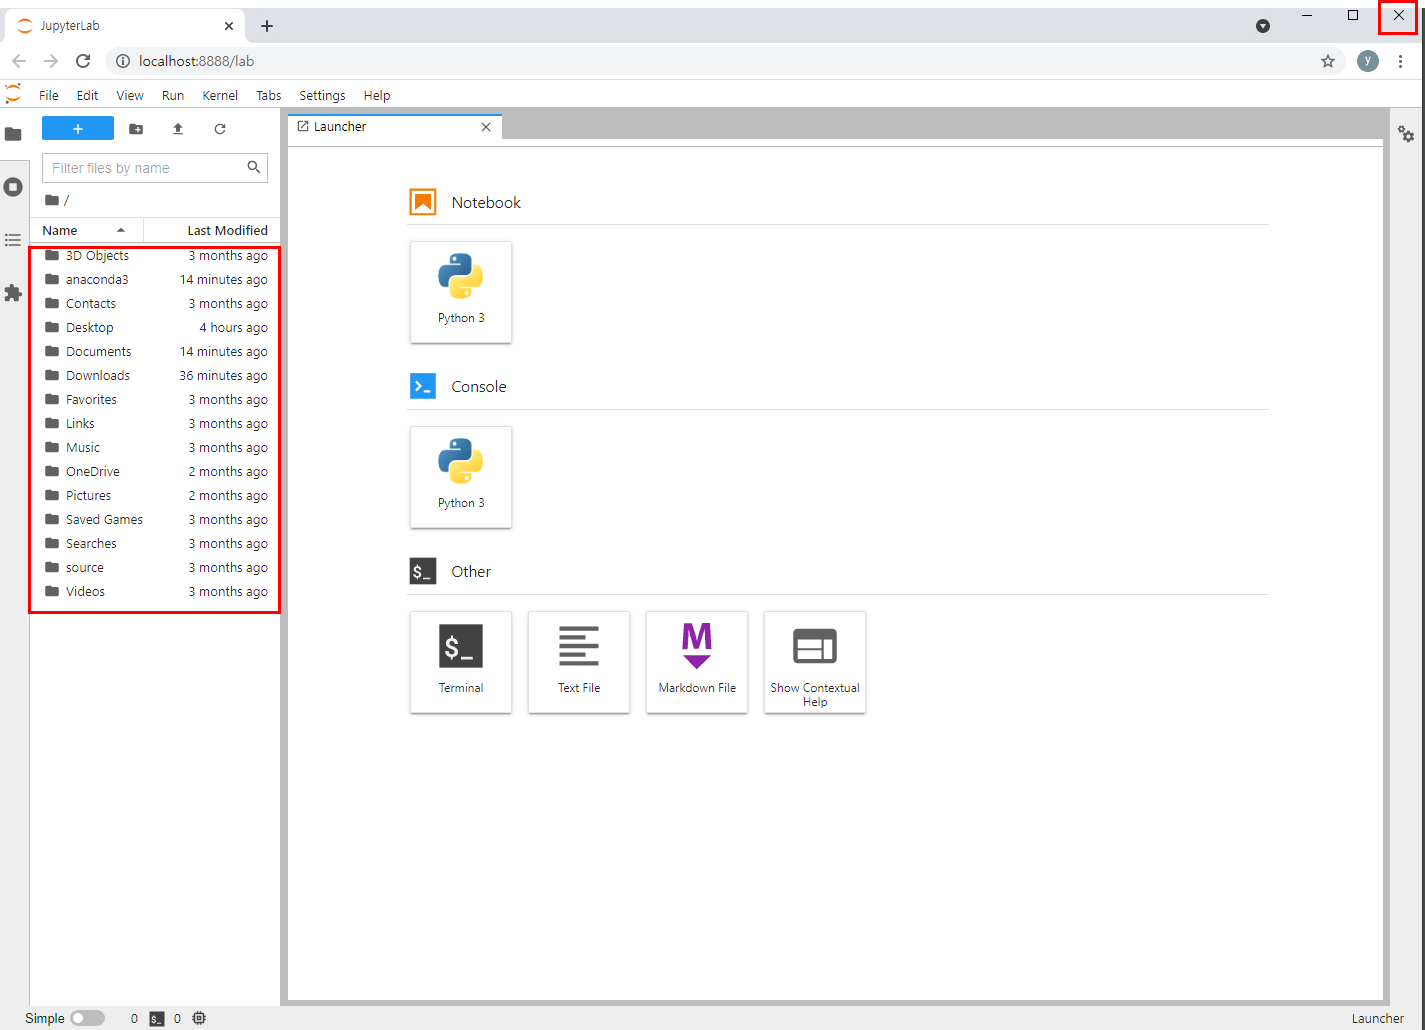 JupyterLab
localhost:8888/lab
y
File Edit View Run Kernel Tabs Settings Help
Launcher
Filter files by name
/
Name Last Modified
3D Objects 3 months ago
anaconda3 14 minutes ago
Contacts 3 months ago
Desktop 4 hours ago
Documents 14 minutes ago
Downloads 36 minutes ago
Favorites 3 months ago
Links 3 months ago
Music 3 months ago
OneDrive 2 months ago
Pictures 2 months ago
Saved Games 3 months ago
Searches 3 months ago
source 3 months ago
Videos 3 months ago
Notebook
Python 3
Console
Python 3
$_ Other
$_
Terminal
Text File
M
Markdown File
Show Contextual
Help
Simple 0 $_ 0 Launcher